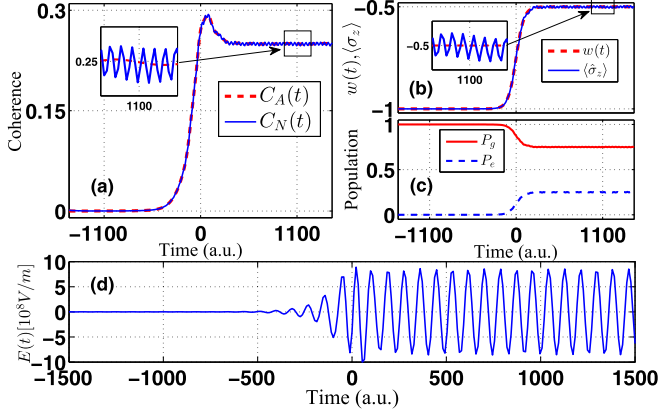 0.3
0.15
0
Coherence
0.25
1100
C_A(t)
C_N(t)
(a)
−1100 0 1100
Time (a.u.)
−0.5
−1
w(t),⟨σ_z⟩
−0.5
1100
w(t)
⟨σ̂_z⟩
(b)
1
0.5
0
Population
P_g
P_e
(c)
−1100 0 1100
Time (a.u.)
10
5
0
−5
−10
E(t)[10⁸V/m]
(d)
−1500 −1000 −500 0 500 1000 1500
Time (a.u.)